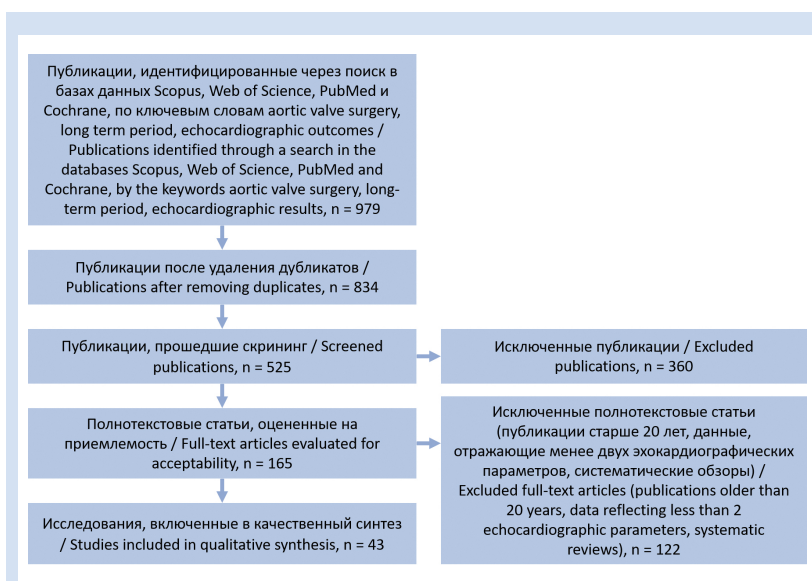 Публикации, идентифицированные через поиск в
базах данных Scopus, Web of Science, PubMed и
Cochrane, по ключевым словам aortic valve surgery,
long term period, echocardiographic outcomes /
Publications identified through a search in the
databases Scopus, Web of Science, PubMed and
Cochrane, by the keywords aortic valve surgery, long-
term period, echocardiographic results, n = 979
Публикации после удаления дубликатов /
Publications after removing duplicates, n = 834
Публикации, прошедшие скрининг / Screened
publications, n = 525
Исключенные публикации / Excluded
publications, n = 360
Полнотекстовые статьи, оцененные на
приемлемость / Full-text articles evaluated for
acceptability, n = 165
Исключенные полнотекстовые статьи
(публикации старше 20 лет, данные,
отражающие менее двух эхокардиографических
параметров, систематические обзоры) /
Excluded full-text articles (publications older than
20 years, data reflecting less than 2
echocardiographic parameters, systematic
reviews), n = 122
Исследования, включенные в качественный синтез
/ Studies included in qualitative synthesis, n = 43